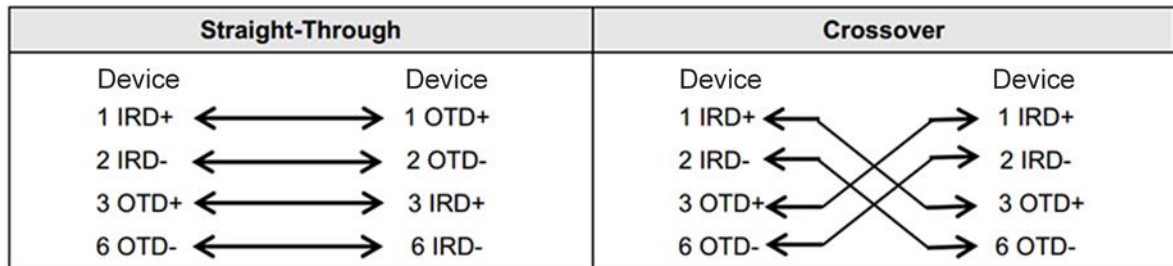 Straight-Through Crossover
Device Device Device Device
1 IRD+ 1 OTD+ 1 IRD+ 1 IRD+
2 IRD- 2 OTD- 2 IRD- 2 IRD-
3 OTD+ 3 IRD+ 3 OTD+ 3 OTD+
6 OTD- 6 IRD- 6 OTD- 6 OTD-